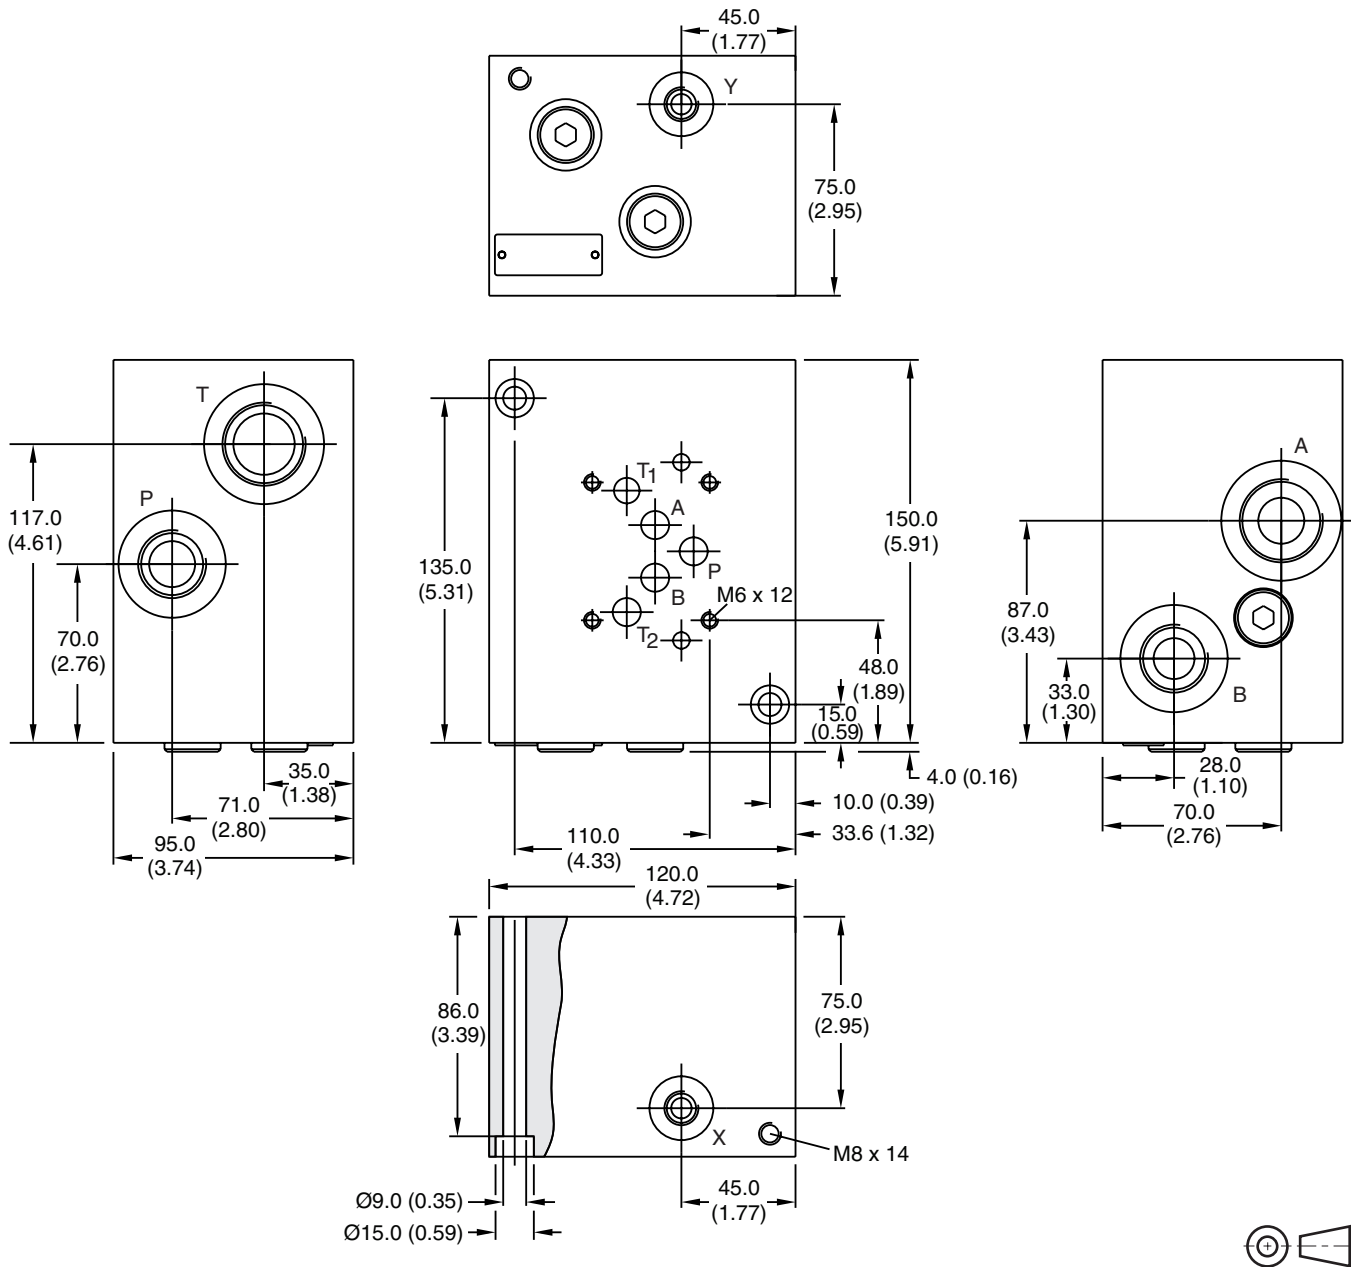 45.0
(1.77)
Y
75.0
(2.95)
T
P
117.0
(4.61)
70.0
(2.76)
35.0
(1.38)
71.0
(2.80)
95.0
(3.74)
T1
A
P
B
T2
M6 x 12
135.0
(5.31)
150.0
(5.91)
48.0
(1.89)
15.0
(0.59)
4.0 (0.16)
10.0 (0.39)
33.6 (1.32)
110.0
(4.33)
120.0
(4.72)
A
B
87.0
(3.43)
33.0
(1.30)
28.0
(1.10)
70.0
(2.76)
86.0
(3.39)
75.0
(2.95)
X
M8 x 14
Ø9.0 (0.35)
Ø15.0 (0.59)
45.0
(1.77)